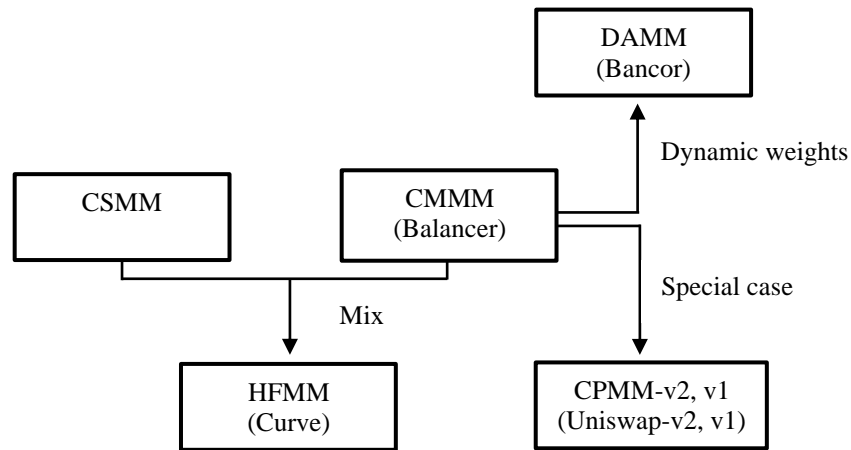 DAMM
(Bancor)
Dynamic weights
CSMM
CMMM
(Balancer)
Special case
Mix
HFMM
(Curve)
CPMM-v2, v1
(Uniswap-v2, v1)